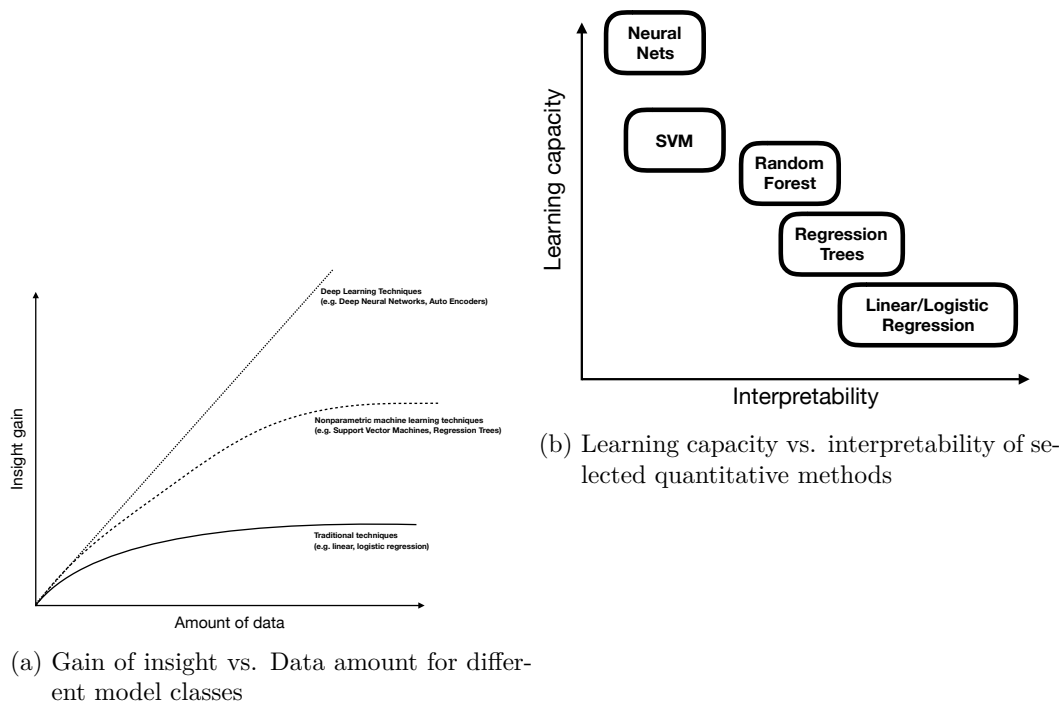 Insight gain
Deep Learning Techniques
(e.g. Deep Neural Networks, Auto Encoders)
Nonparametric machine learning techniques
(e.g. Support Vector Machines, Regression Trees)
Traditional techniques
(e.g. linear, logistic regression)
Amount of data
(a) Gain of insight vs. Data amount for differ-
ent model classes
Learning capacity
Neural
Nets
SVM
Random
Forest
Regression
Trees
Linear/Logistic
Regression
Interpretability
(b) Learning capacity vs. interpretability of se-
lected quantitative methods